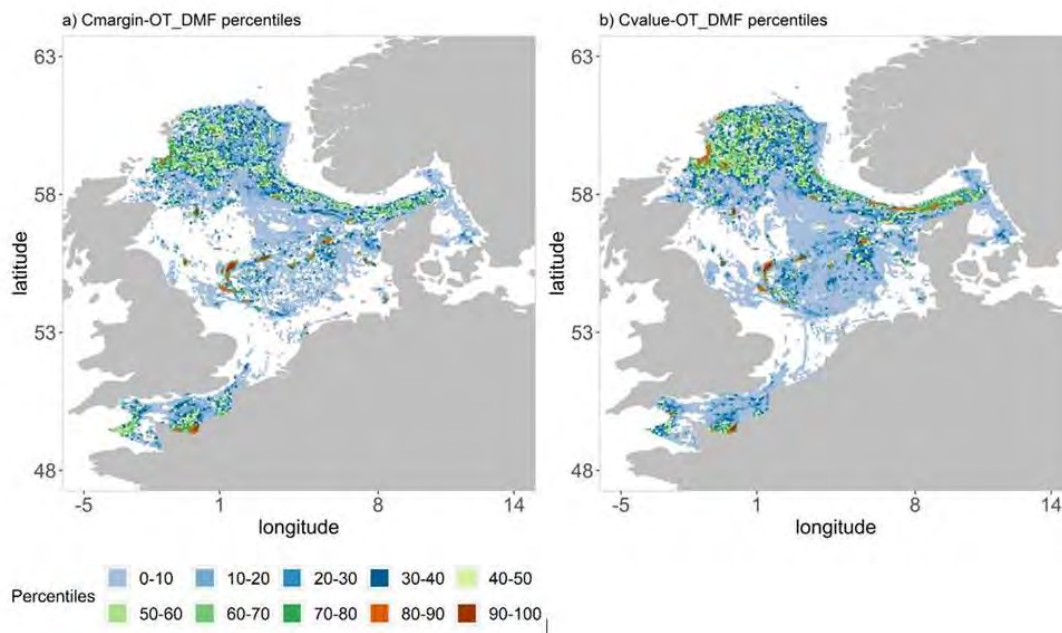 a) Cmargin-OT_DMF percentiles
b) Cvalue-OT_DMF percentiles
latitude
63
58
53
48
-5 1 8 14
longitude
latitude
63
58
53
48
-5 1 8 14
longitude
Percentiles
0-10 10-20 20-30 30-40 40-50
50-60 60-70 70-80 80-90 90-100